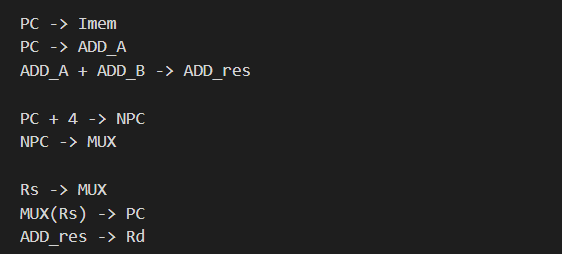 PC -> Imem
PC -> ADD_A
ADD_A + ADD_B -> ADD_res
PC + 4 -> NPC
NPC -> MUX
Rs -> MUX
MUX(Rs) -> PC
ADD_res -> Rd